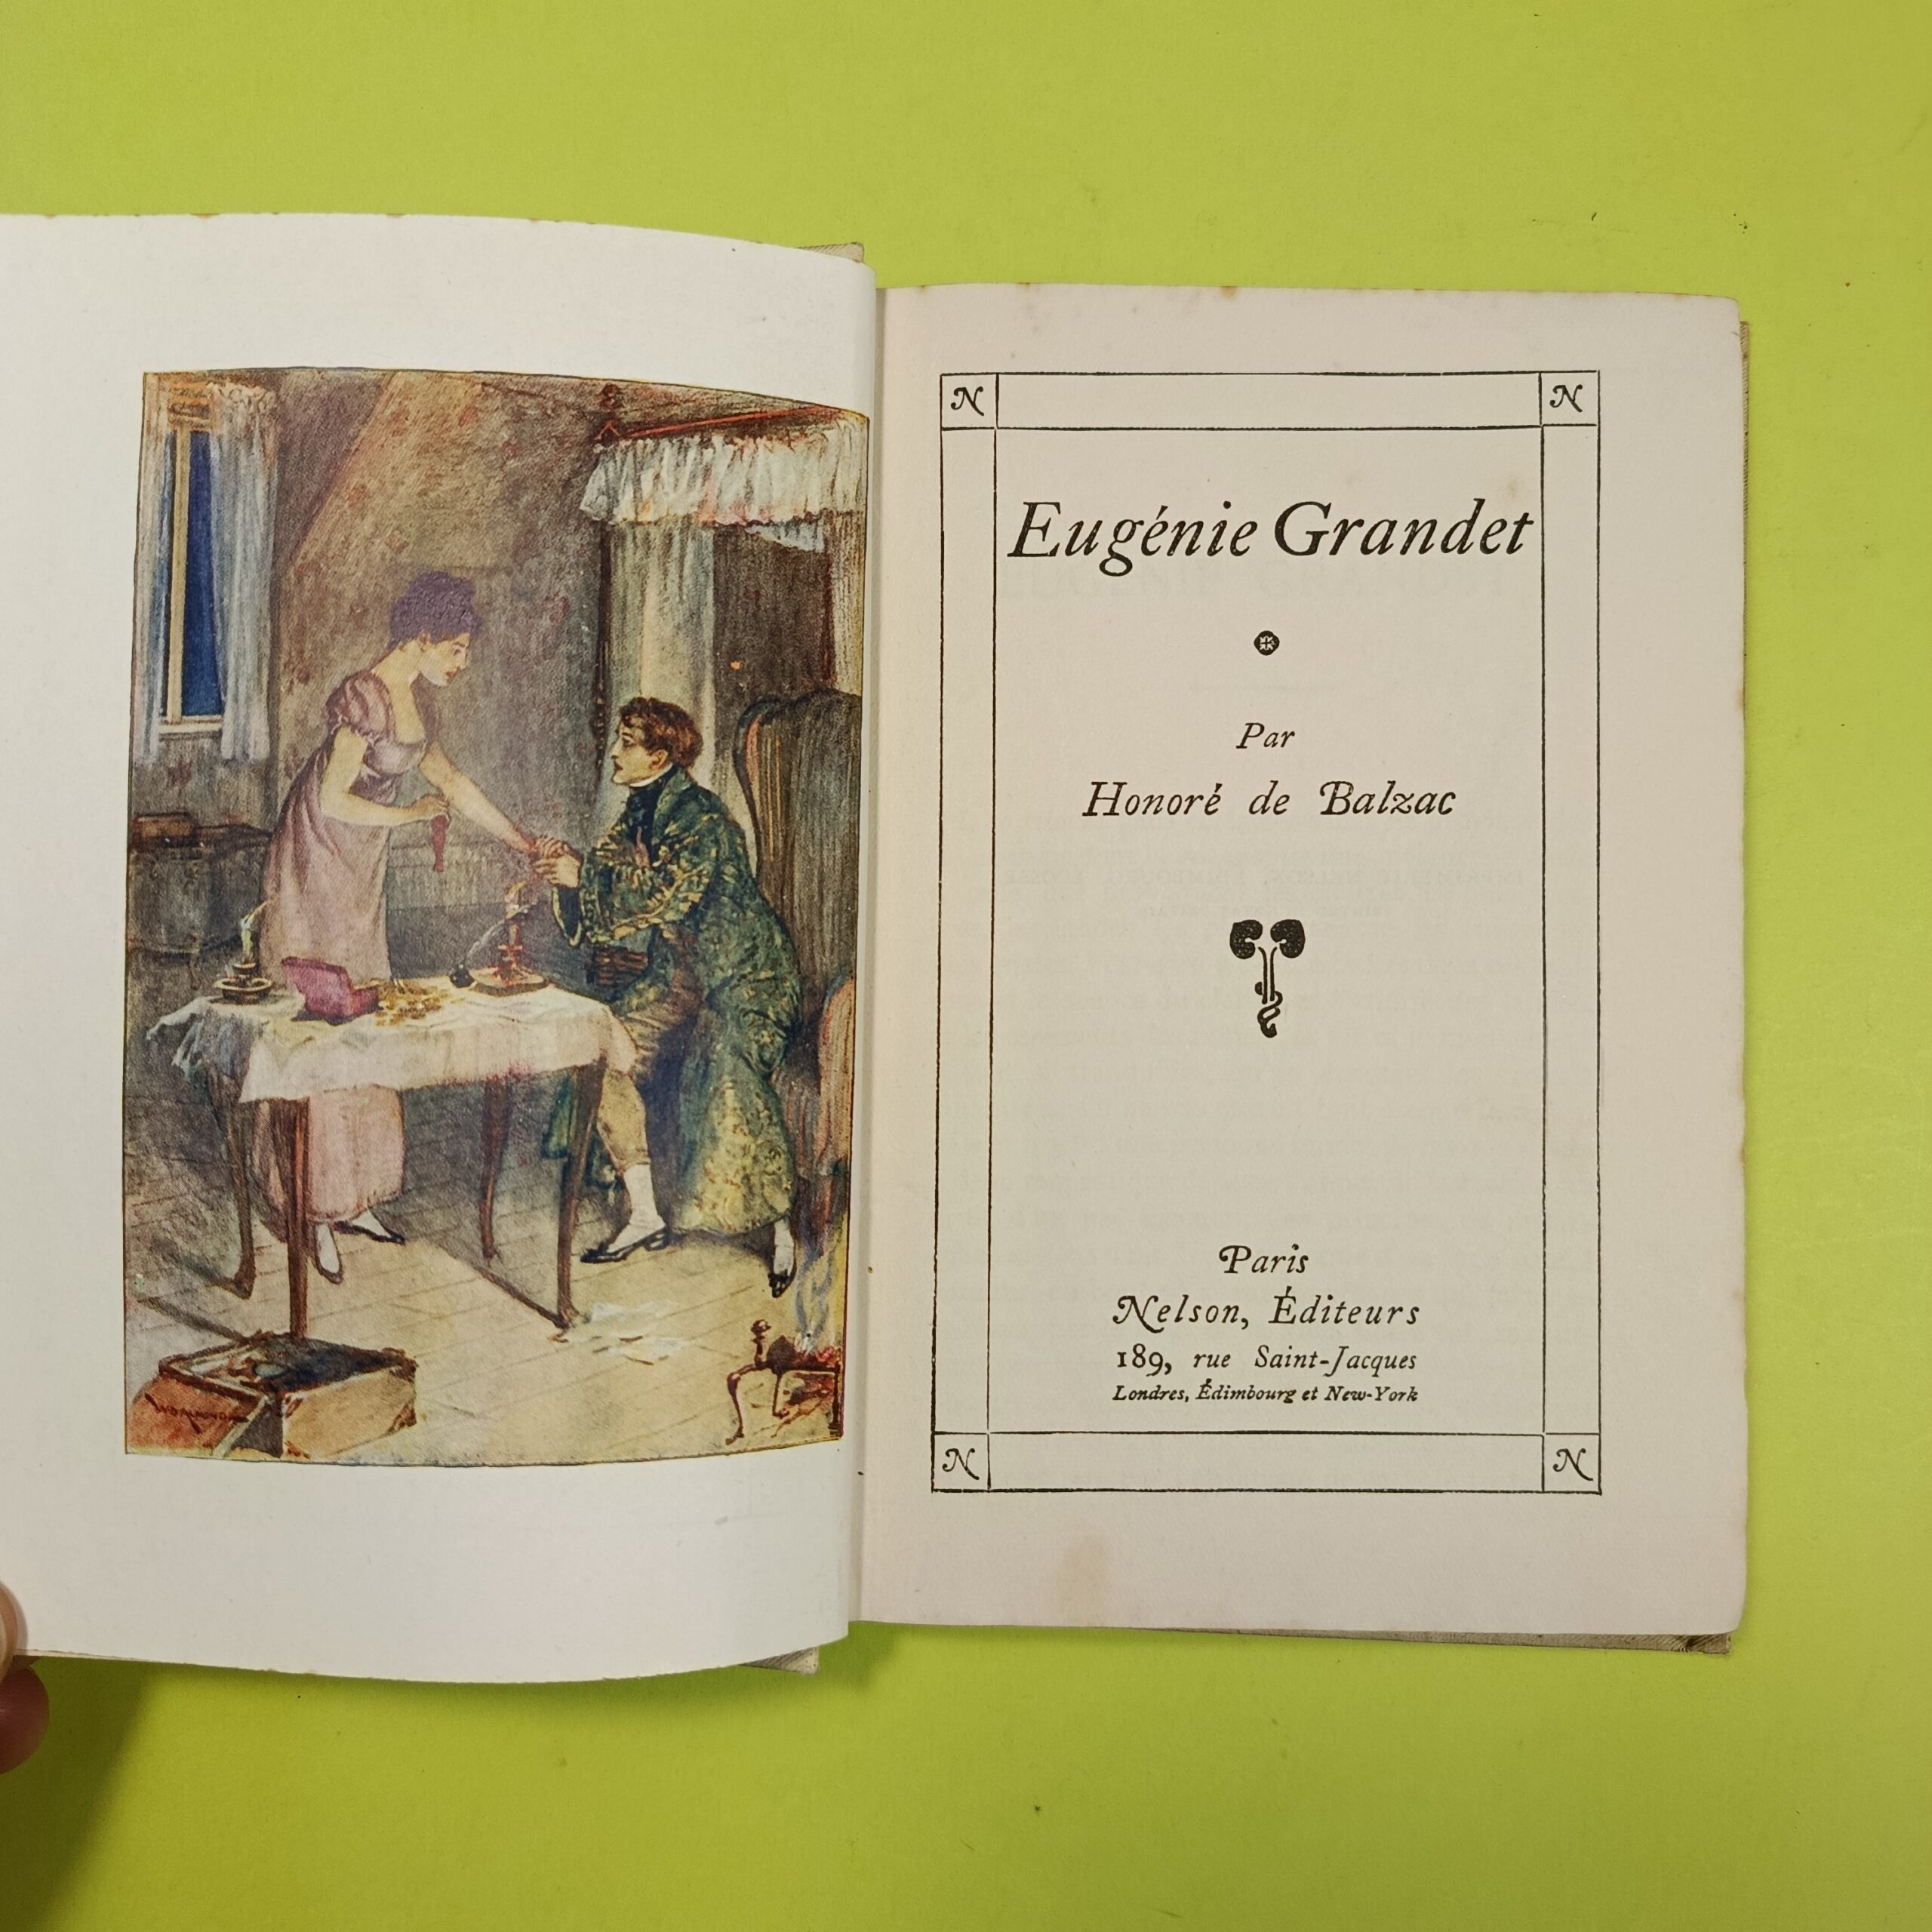 N N
Eugénie Grandet
Par
Honoré de Balzac
Paris
Nelson, Éditeurs
189, rue Saint-Jacques
Londres, Édimbourg et New-York
N N